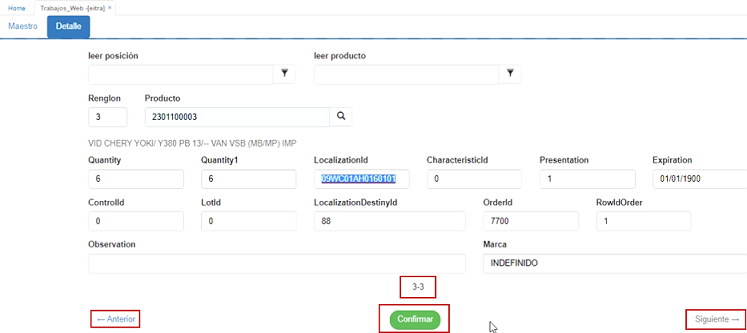 Home Trabajos_Web -[eitra] ×
Maestro Detalle
leer posición leer producto
Renglon Producto
3 2301100003
VID CHERY YOKI/ Y380 PB 13/-- VAN VSB (MB/MP) IMP
Quantity Quantity1 LocalizationId CharacteristicId Presentation Expiration
6 6 09WC01AH0160101 0 1 01/01/1900
ControlId LotId LocalizationDestinyId OrderId RowIdOrder
0 0 88 7700 1
Observation Marca
INDEFINIDO
3-3
← Anterior Confirmar Siguiente →